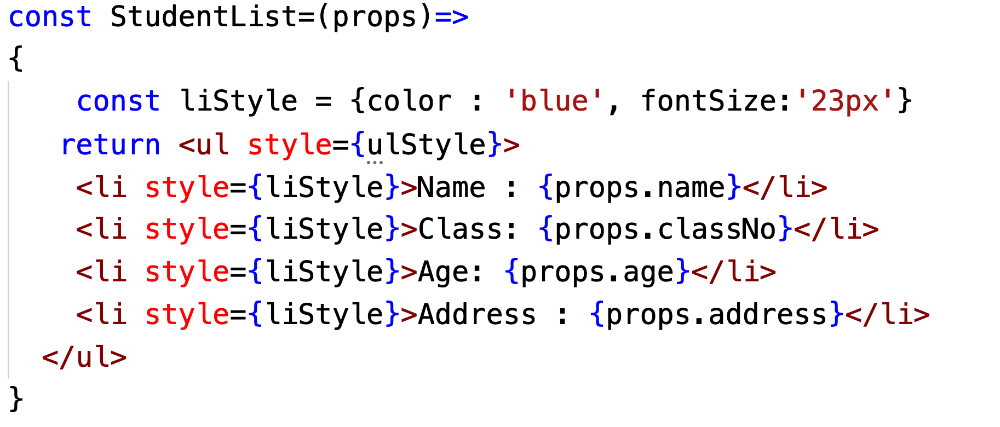 const StudentList=(props)=>
{
    const liStyle = {color : 'blue', fontSize:'23px'}
   return <ul style={ulStyle}>
    <li style={liStyle}>Name : {props.name}</li>
    <li style={liStyle}>Class: {props.classNo}</li>
    <li style={liStyle}>Age: {props.age}</li>
    <li style={liStyle}>Address : {props.address}</li>
  </ul>
}